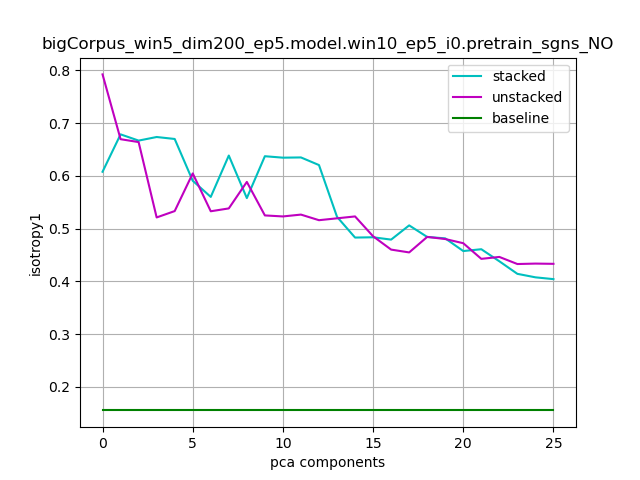 bigCorpus_win5_dim200_ep5.model.win10_ep5_i0.pretrain_sgns_NO
0.8
0.7
0.6
0.5
0.4
0.3
0.2
isotropy1
stacked
unstacked
baseline
0 5 10 15 20 25
pca components